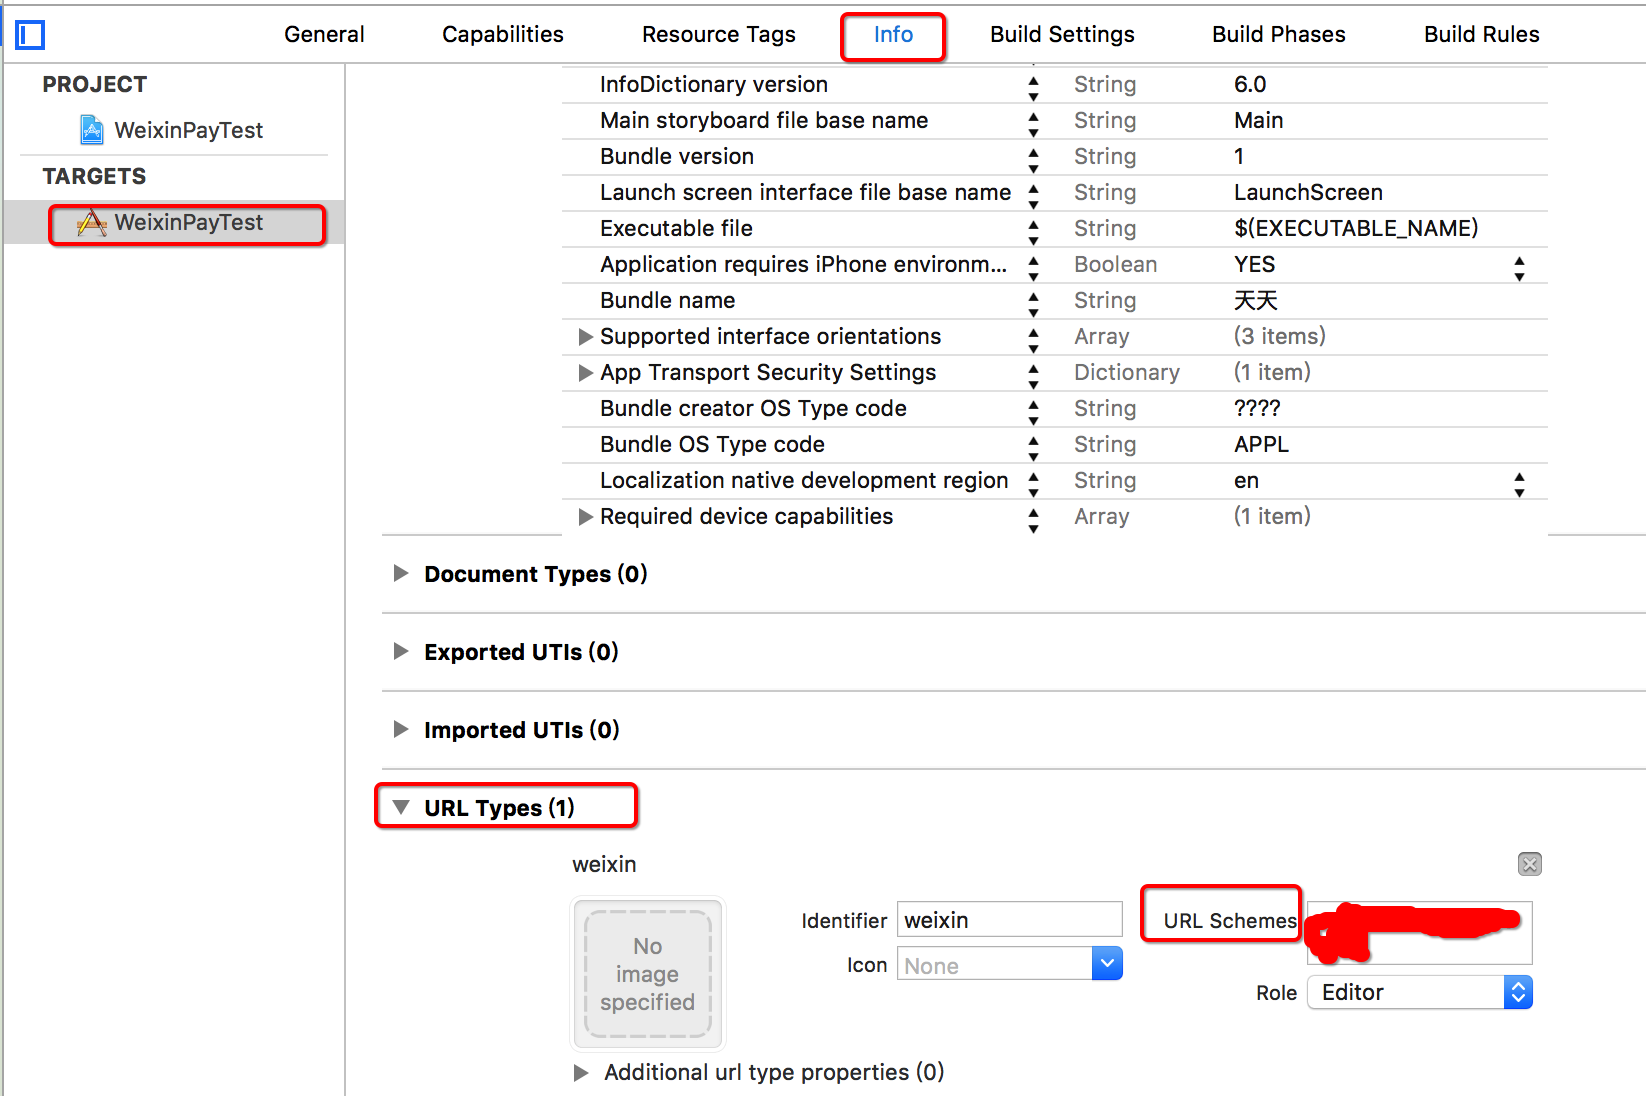 General Capabilities Resource Tags Info Build Settings Build Phases Build Rules
PROJECT
WeixinPayTest
TARGETS
WeixinPayTest
InfoDictionary version String 6.0
Main storyboard file base name String Main
Bundle version String 1
Launch screen interface file base name String LaunchScreen
Executable file String $(EXECUTABLE_NAME)
Application requires iPhone environm... Boolean YES
Bundle name String 天天
Supported interface orientations Array (3 items)
App Transport Security Settings Dictionary (1 item)
Bundle creator OS Type code String ????
Bundle OS Type code String APPL
Localization native development region String en
Required device capabilities Array (1 item)
Document Types (0)
Exported UTIs (0)
Imported UTIs (0)
URL Types (1)
weixin
No
image
specified
Identifier weixin URL Schemes
Icon None
Role Editor
Additional url type properties (0)